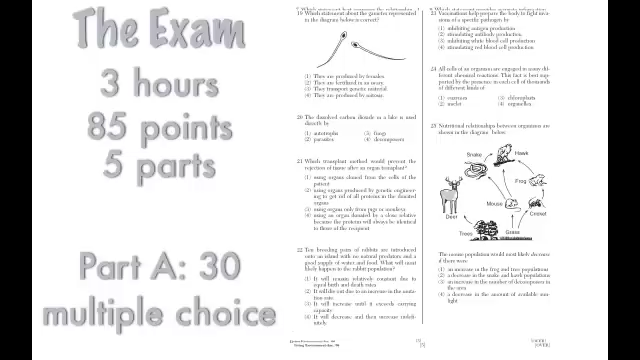 The Exam
3 hours
85 points
5 parts
Part A: 30
multiple choice
19 Which statement about the gametes represented
in the diagram below is correct?
(1) They are produced by females.
(2) They are fertilized in an ovary.
(3) They transport genetic material.
(4) They are produced by mitosis.
20 The dissolved carbon dioxide in a lake is used
directly by
(1) autotrophs (3) fungi
(2) parasites (4) decomposers
21 Which transplant method would prevent the
rejection of tissue after an organ transplant?
(1) using organs cloned from the cells of the
patient
(2) using organs produced by genetic engineer-
ing to get rid of all proteins in the donated
organs
(3) using organs only from pigs or monkeys
(4) using an organ donated by a close relative
because the proteins will always be identical
to those of the recipient
22 Ten breeding pairs of rabbits are introduced
onto an island with no natural predators and a
good supply of water and food. What will most
likely happen to the rabbit population?
(1) It will remain relatively constant due to
equal birth and death rates.
(2) It will die out due to an increase in the muta-
tion rate.
(3) It will increase until it exceeds carrying
capacity.
(4) It will decrease and then increase indefi-
nitely.
23 Vaccinations help prepare the body to fight inva-
sions of a specific pathogen by
(1) inhibiting antigen production
(2) stimulating antibody production
(3) inhibiting white blood cell production
(4) stimulating red blood cell production
24 All cells of an organism are engaged in many dif-
ferent chemical reactions. This fact is best sup-
ported by the presence in each cell of thousands
of different kinds of
(1) enzymes (3) chloroplasts
(2) nuclei (4) organelles
25 Nutritional relationships between organisms are
shown in the diagram below.
Snake
Hawk
Frog
Mouse
Cricket
Deer
Trees
Grass
The mouse population would most likely decrease
if there were
(1) an increase in the frog and tree populations
(2) a decrease in the snake and hawk populations
(3) an increase in the number of decomposers in
the area
(4) a decrease in the amount of available sun-
light
[OVER]